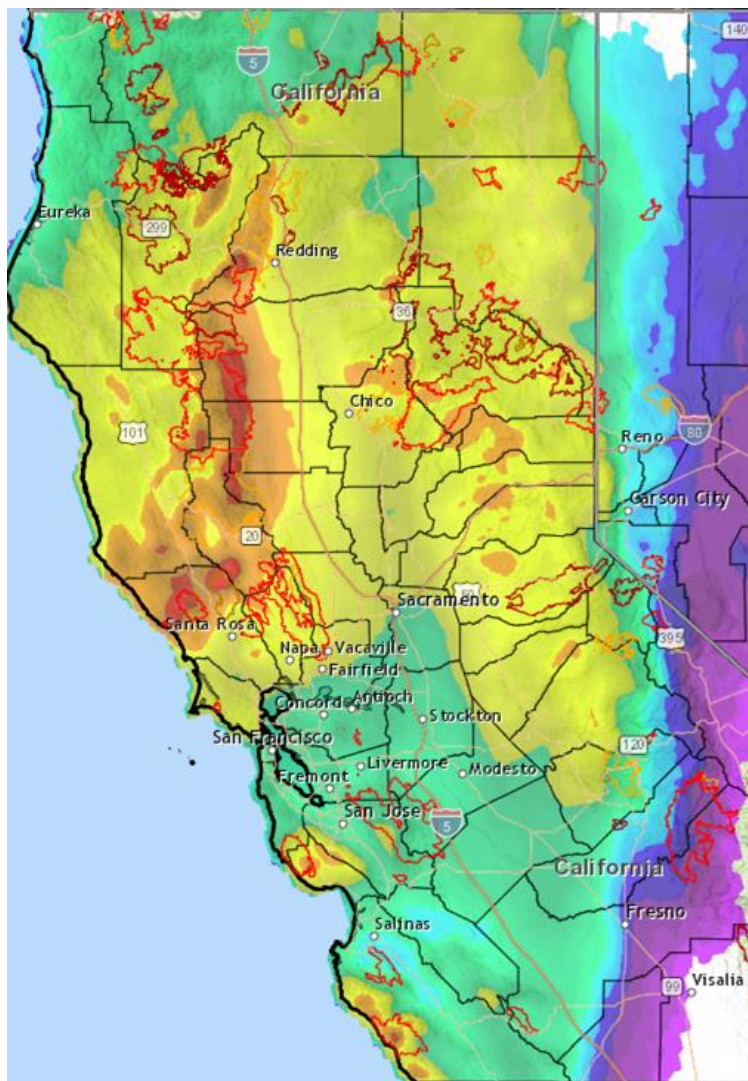 140
5
California
Eureka
299
Redding
36
Chico
101
Reno
80
Carson City
20
50
Sacramento
Santa Rosa
395
Napa
Vacaville
Fairfield
Concord
Antioch
Stockton
San Francisco
120
Livermore
Modesto
Fremont
San Jose
5
California
Fresno
Salinas
99
Visalia